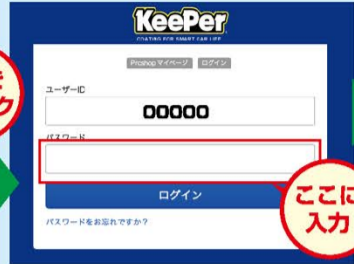 KeePer
COATING FOR SMART CAR LIFE
Proshop マイページ ログイン
ユーザーID
00000
パスワード
ログイン
パスワードをお忘れですか?
ここに
入力